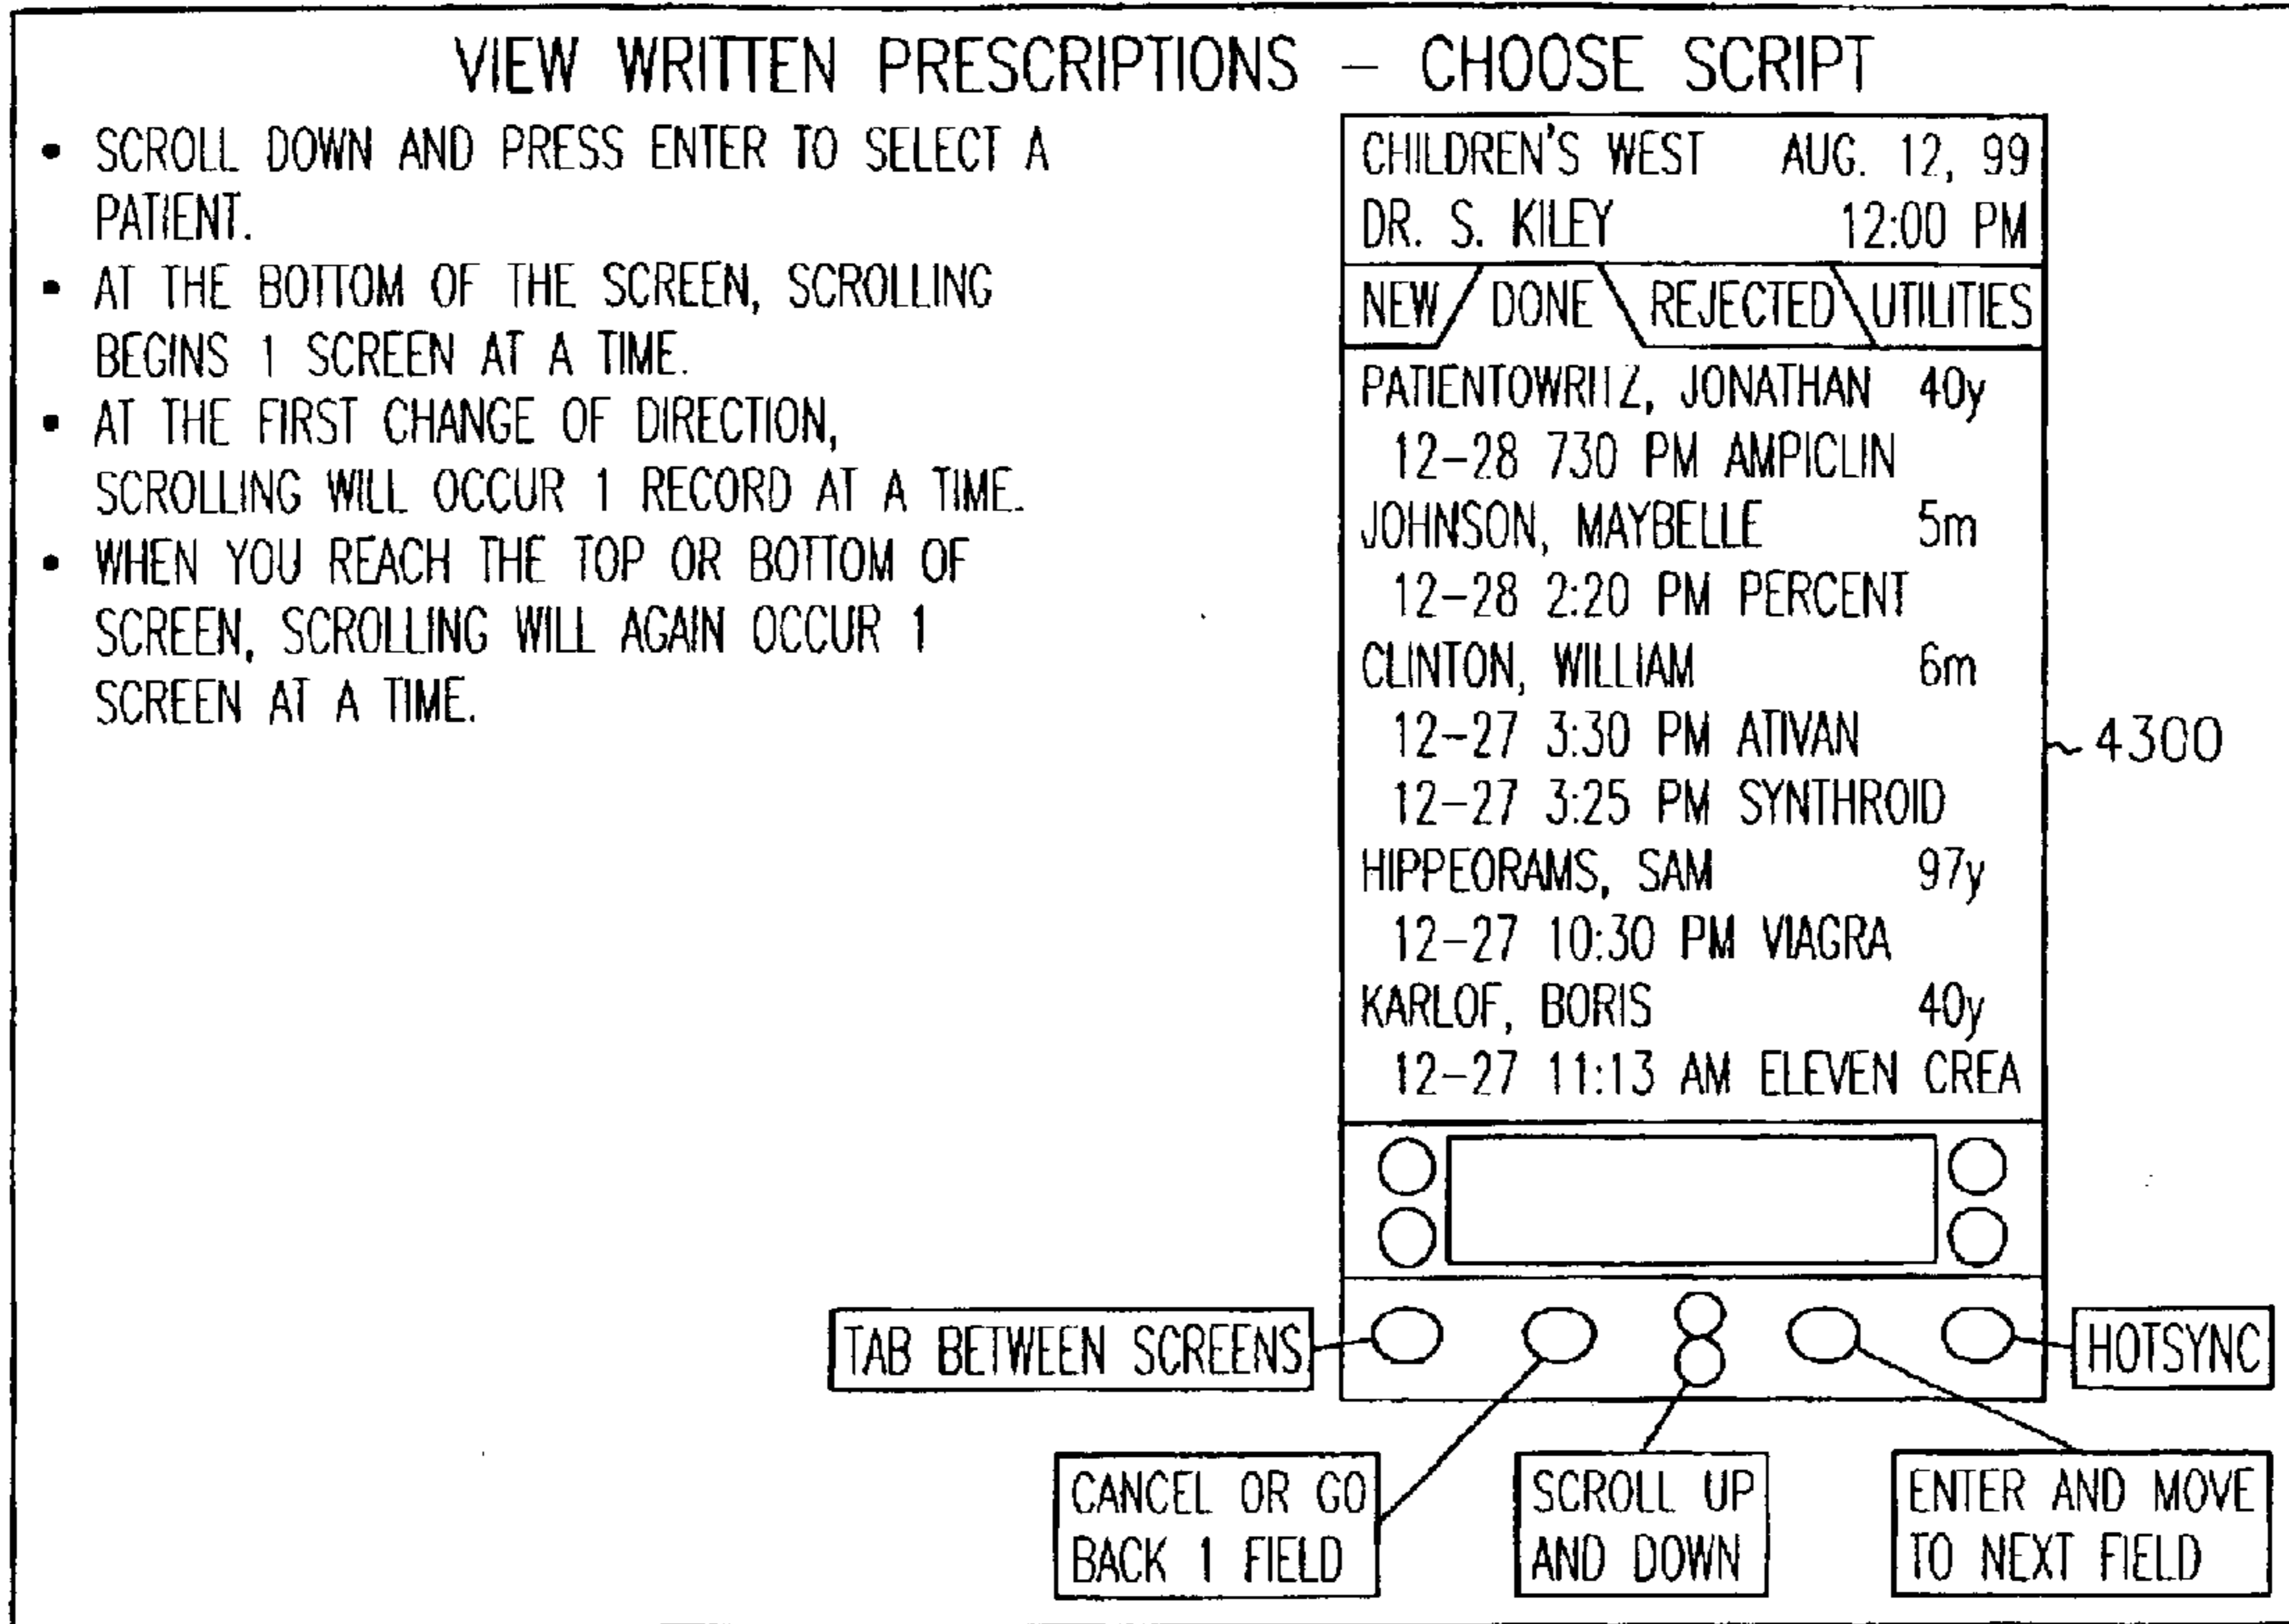 VIEW WRITTEN PRESCRIPTIONS – CHOOSE SCRIPT
• SCROLL DOWN AND PRESS ENTER TO SELECT A
PATIENT.
• AT THE BOTTOM OF THE SCREEN, SCROLLING
BEGINS 1 SCREEN AT A TIME.
• AT THE FIRST CHANGE OF DIRECTION,
SCROLLING WILL OCCUR 1 RECORD AT A TIME.
• WHEN YOU REACH THE TOP OR BOTTOM OF
SCREEN, SCROLLING WILL AGAIN OCCUR 1
SCREEN AT A TIME.
CHILDREN'S WEST AUG. 12, 99
DR. S. KILEY 12:00 PM
NEW DONE REJECTED UTILITIES
PATIENTOWRITZ, JONATHAN 40y
12–28 730 PM AMPICLIN
JOHNSON, MAYBELLE 5m
12–28 2:20 PM PERCENT
CLINTON, WILLIAM 6m
12–27 3:30 PM ATIVAN
12–27 3:25 PM SYNTHROID
HIPPEORAMS, SAM 97y
12–27 10:30 PM VIAGRA
KARLOF, BORIS 40y
12–27 11:13 AM ELEVEN CREA
4300
TAB BETWEEN SCREENS
HOTSYNC
CANCEL OR GO
BACK 1 FIELD
SCROLL UP
AND DOWN
ENTER AND MOVE
TO NEXT FIELD